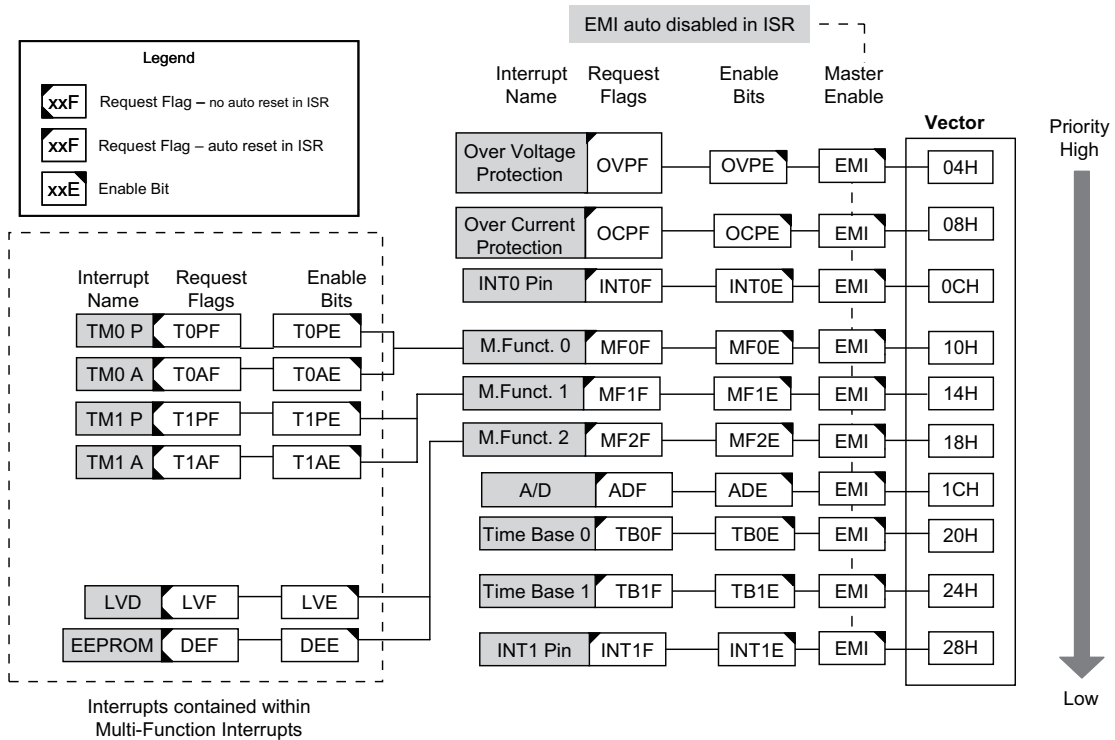 EMI auto disabled in ISR
Legend
xxF Request Flag – no auto reset in ISR
xxF Request Flag – auto reset in ISR
xxE Enable Bit
Interrupt Name
Request Flags
Enable Bits
Master Enable
Vector
Priority High
Over Voltage Protection OVPF OVPE EMI 04H
Over Current Protection OCPF OCPE EMI 08H
INT0 Pin INT0F INT0E EMI 0CH
M.Funct. 0 MF0F MF0E EMI 10H
M.Funct. 1 MF1F MF1E EMI 14H
M.Funct. 2 MF2F MF2E EMI 18H
A/D ADF ADE EMI 1CH
Time Base 0 TB0F TB0E EMI 20H
Time Base 1 TB1F TB1E EMI 24H
INT1 Pin INT1F INT1E EMI 28H
Low
Interrupt Name
Request Flags
Enable Bits
TM0 P T0PF T0PE
TM0 A T0AF T0AE
TM1 P T1PF T1PE
TM1 A T1AF T1AE
LVD LVF LVE
EEPROM DEF DEE
Interrupts contained within
Multi-Function Interrupts